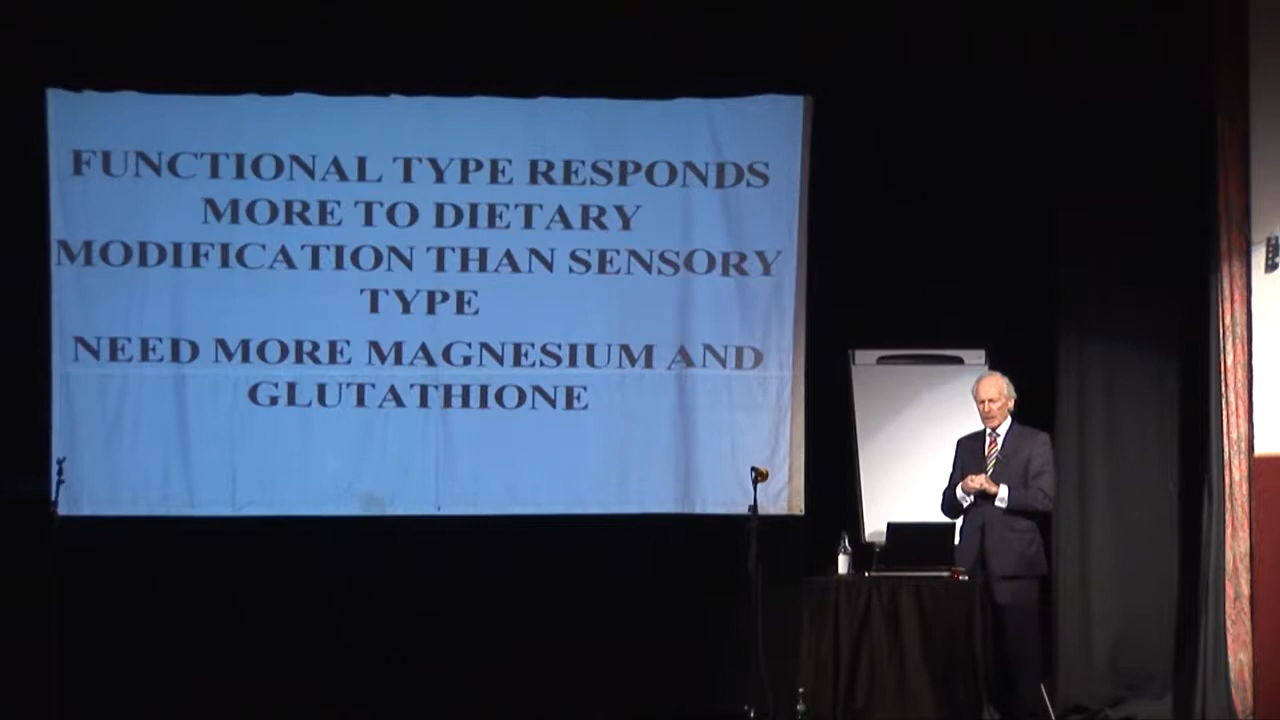 FUNCTIONAL TYPE RESPONDS
MORE TO DIETARY
MODIFICATION THAN SENSORY
TYPE
NEED MORE MAGNESIUM AND
GLUTATHIONE